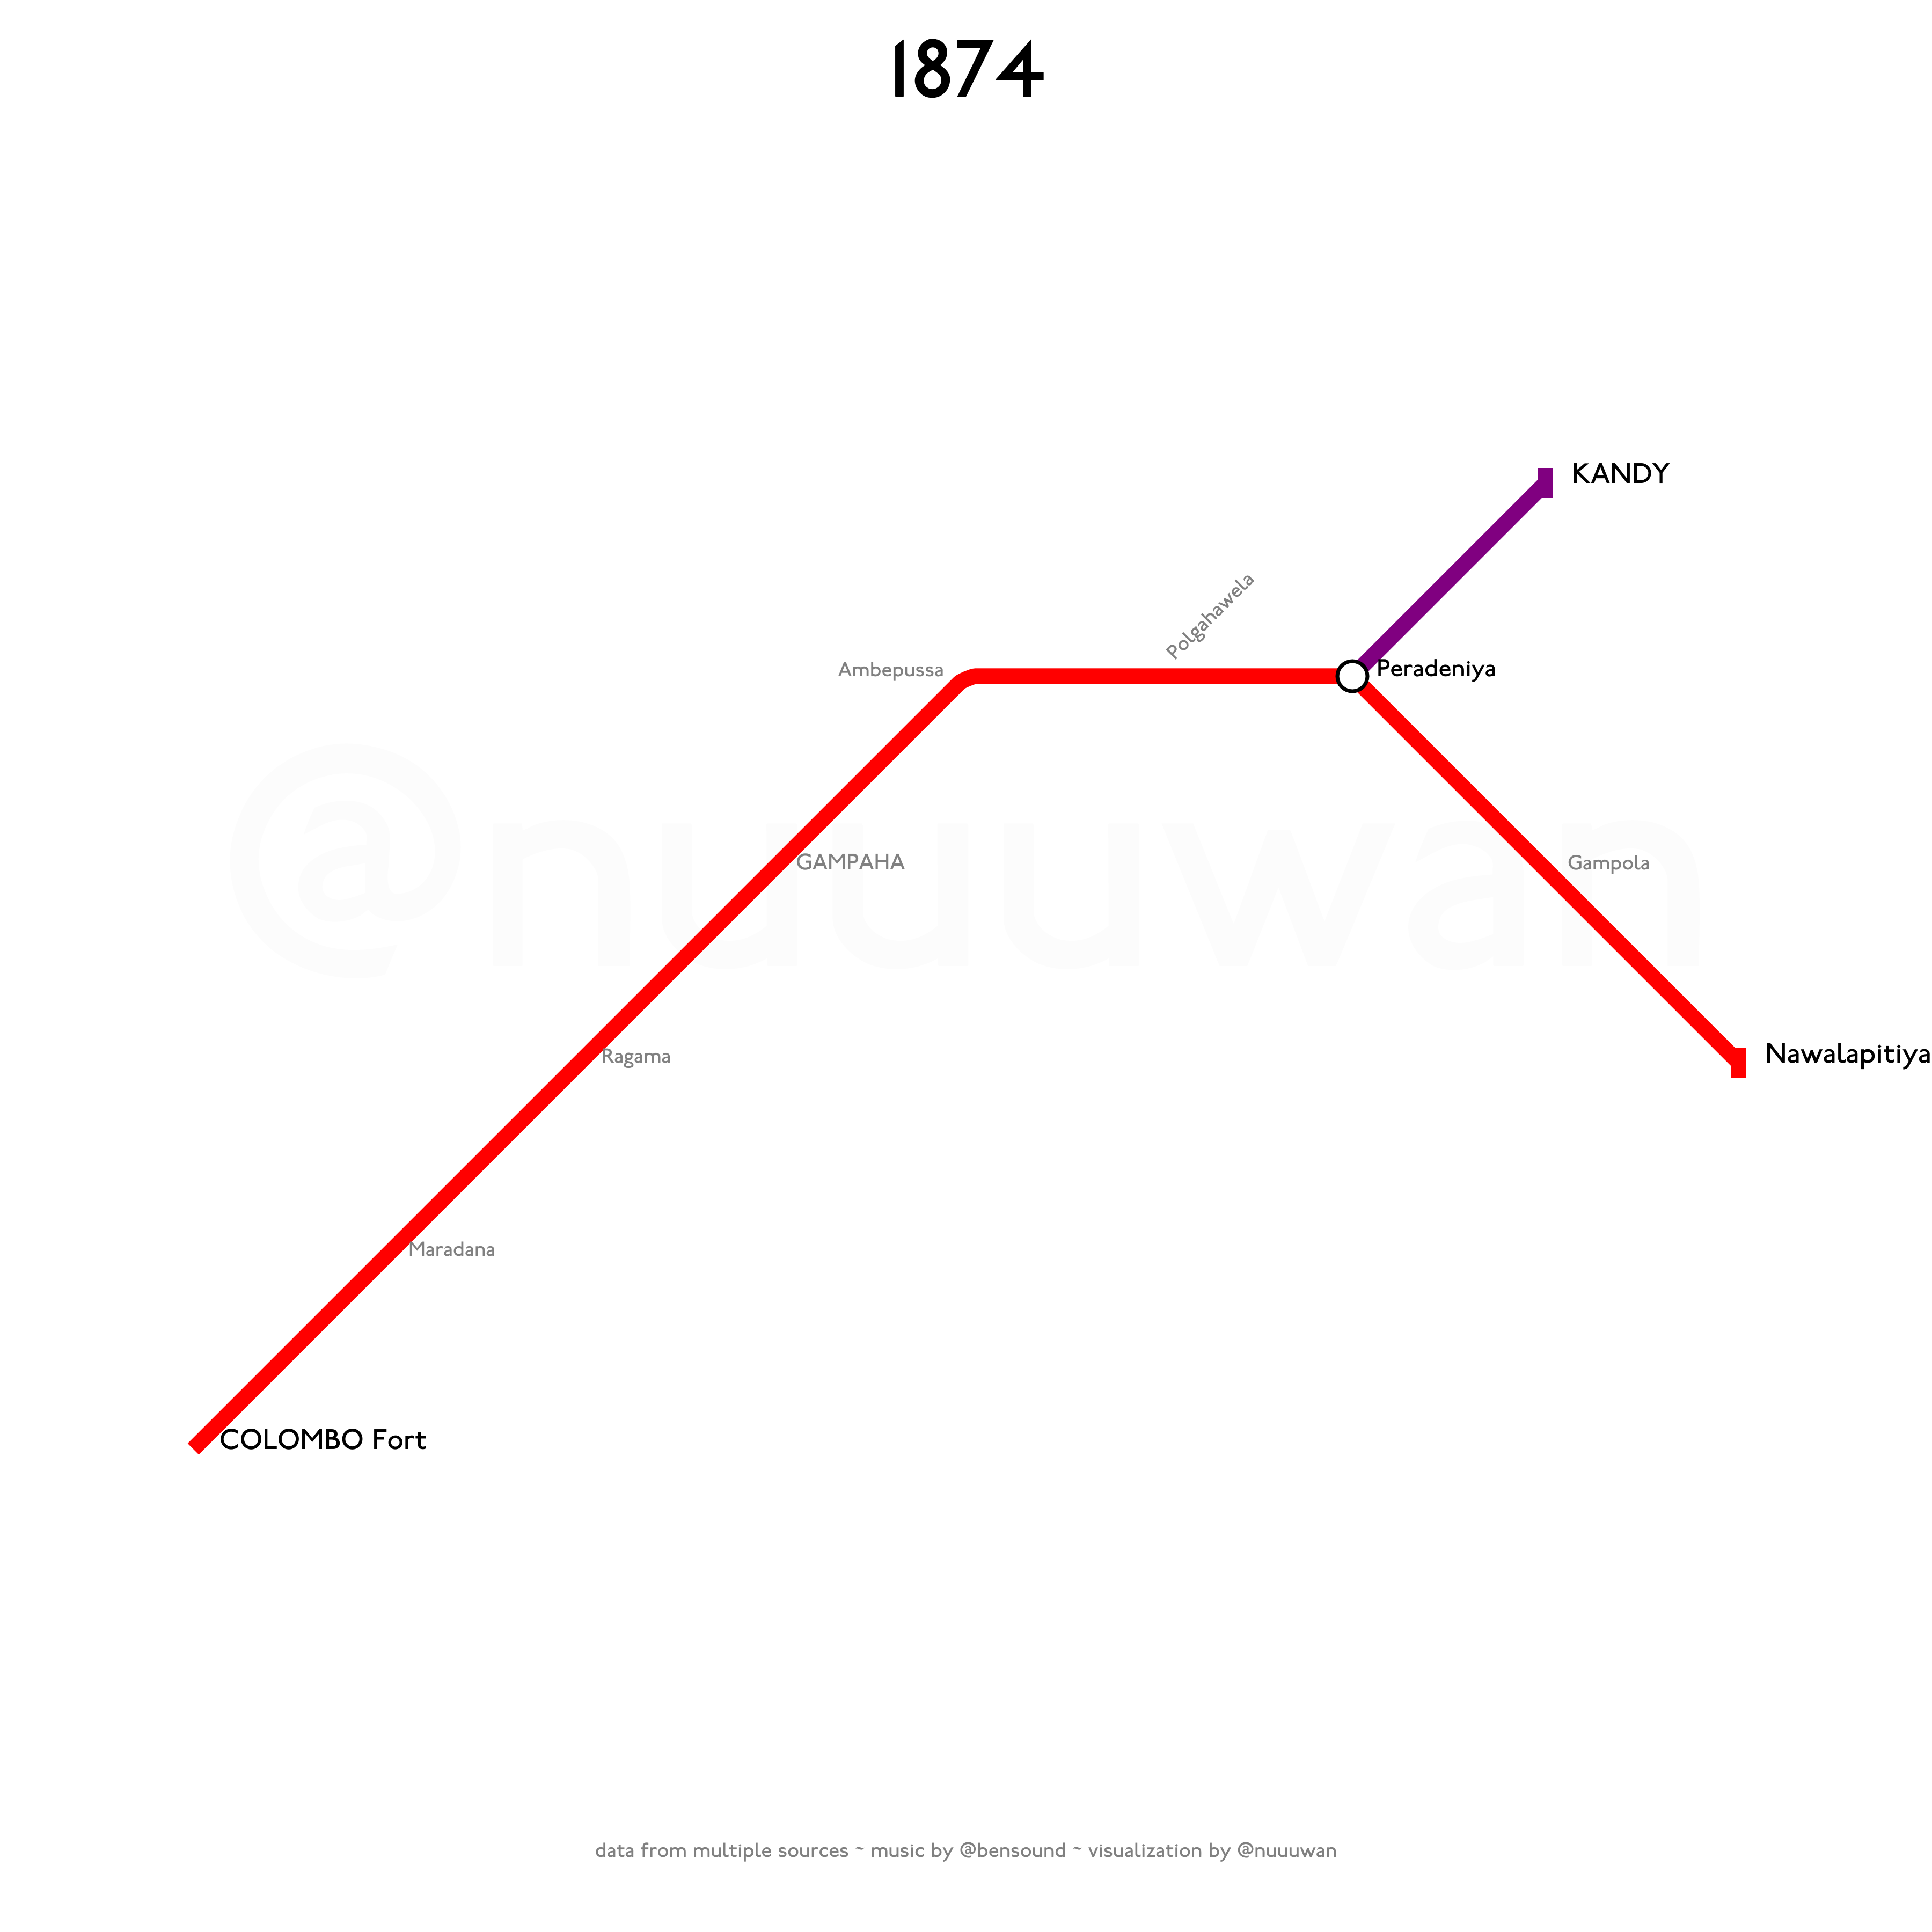 1874
KANDY
Polgahawela
Ambepussa
Peradeniya
@nuuuwan
GAMPAHA
Gampola
Ragama
Nawalapitiya
Maradana
COLOMBO Fort
data from multiple sources ~ music by @bensound ~ visualization by @nuuuwan